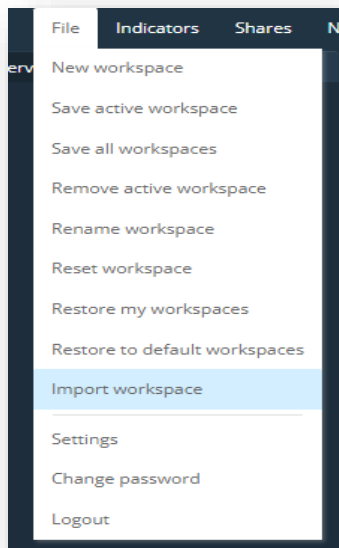 File Indicators Shares N
erv
New workspace
Save active workspace
Save all workspaces
Remove active workspace
Rename workspace
Reset workspace
Restore my workspaces
Restore to default workspaces
Import workspace
Settings
Change password
Logout